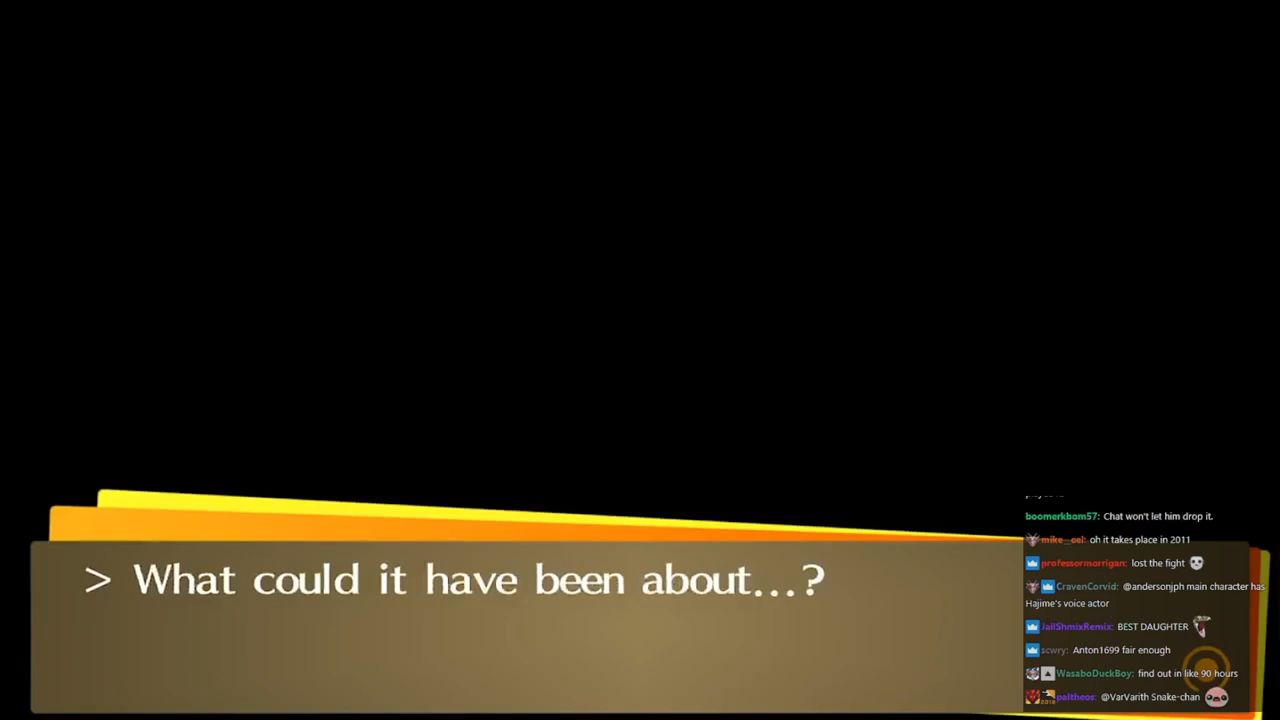 > What could it have been about...?
boomerkbom57: Chat won't let him drop it.
mike_eel: oh it takes place in 2011
professormorrigan: lost the fight
CravenCorvid: @andersonjph main character has
Hajime's voice actor
JailShmixRemix: BEST DAUGHTER
scwry: Anton1699 fair enough
WasaboDuckBoy: find out in like 90 hours
paltheos: @VarVarith Snake-chan